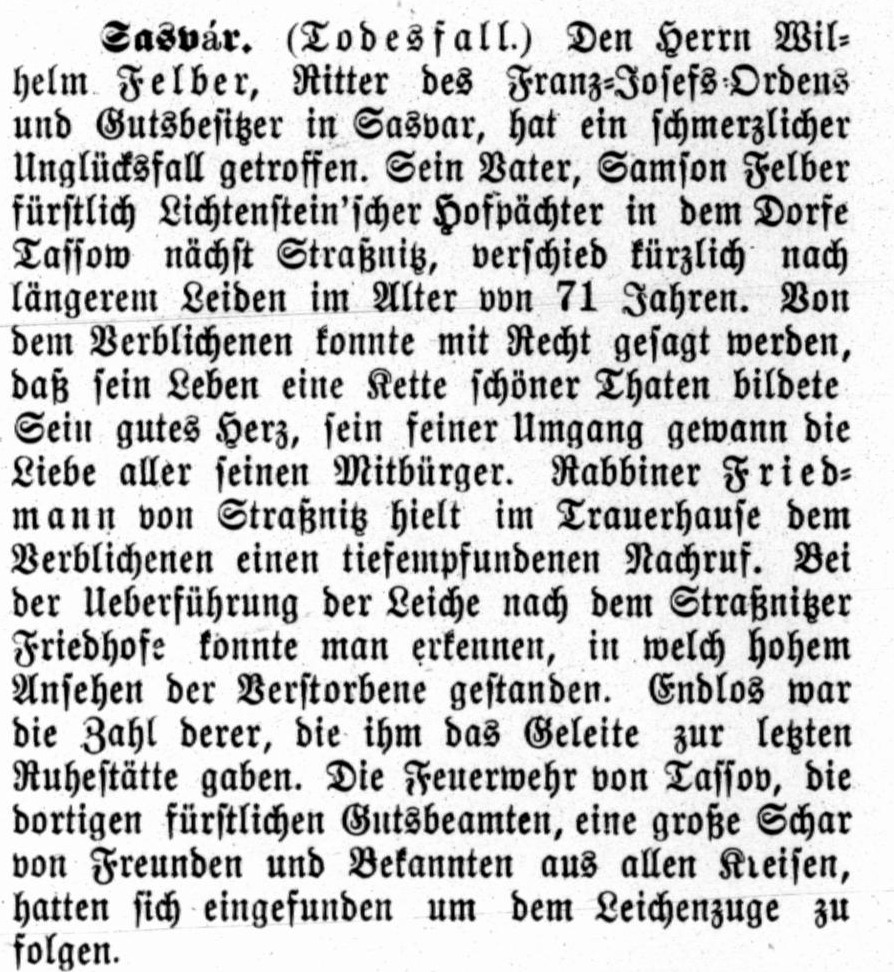 Sasvár. (Todesfall.) Den Herrn Wil-
helm Felber, Ritter des Franz-Josefs-Ordens
und Gutsbesitzer in Sasvar, hat ein schmerzlicher
Unglücksfall getroffen. Sein Vater, Samson Felber
fürstlich Lichtenstein'scher Hofpächter in dem Dorfe
Tassow nächst Straßnitz, verschied kürzlich nach
längerem Leiden im Alter von 71 Jahren. Von
dem Verblichenen konnte mit Recht gesagt werden,
daß sein Leben eine Kette schöner Thaten bildete
Sein gutes Herz, sein feiner Umgang gewann die
Liebe aller seinen Mitbürger. Rabbiner Fried-
mann von Straßnitz hielt im Trauerhause dem
Verblichenen einen tiefempfundenen Nachruf. Bei
der Ueberführung der Leiche nach dem Straßnitzer
Friedhofe konnte man erkennen, in welch hohem
Ansehen der Verstorbene gestanden. Endlos war
die Zahl derer, die ihm das Geleite zur letzten
Ruhestätte gaben. Die Feuerwehr von Tassov, die
dortigen fürstlichen Gutsbeamten, eine große Schar
von Freunden und Bekannten aus allen Kreisen,
hatten sich eingefunden um dem Leichenzuge zu
folgen.